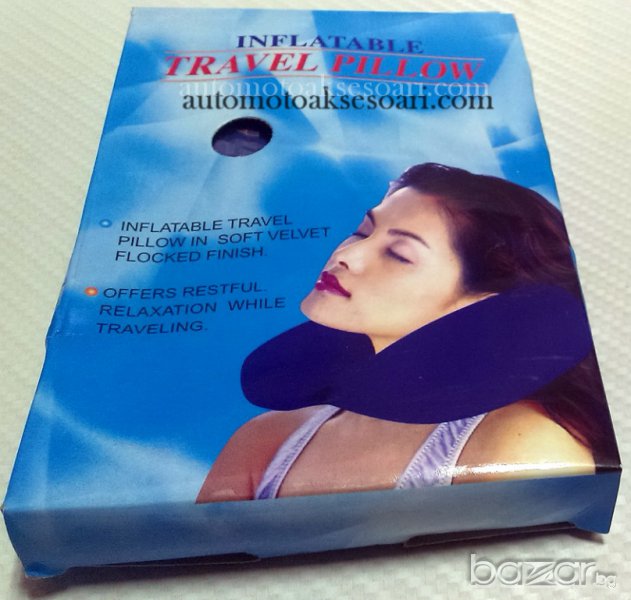 INFLATABLE
TRAVEL PILLOW
automotoaksesoari.com
automotoaksesoari.com
INFLATABLE TRAVEL
PILLOW IN SOFT VELVET
FLOCKED FINISH.
OFFERS RESTFUL.
RELAXATION WHILE
TRAVELING.
bazar.bg